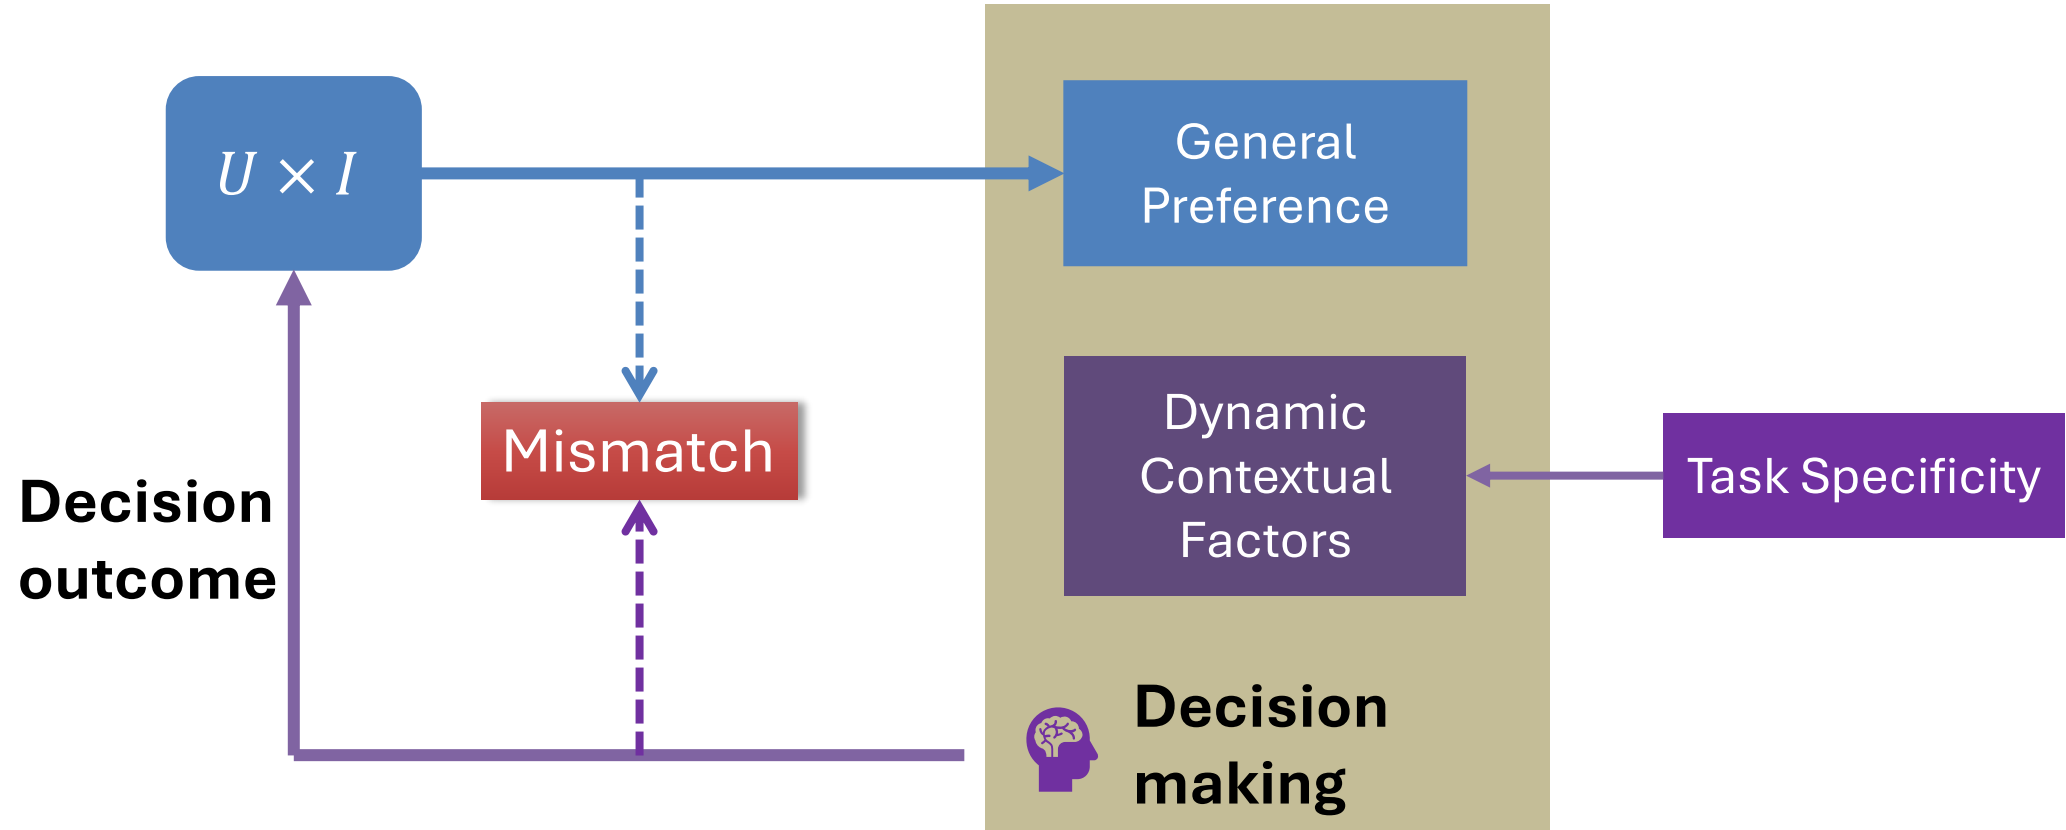 U × I
General
Preference
Dynamic
Contextual
Factors
Task Specificity
Mismatch
Decision
outcome
Decision
making